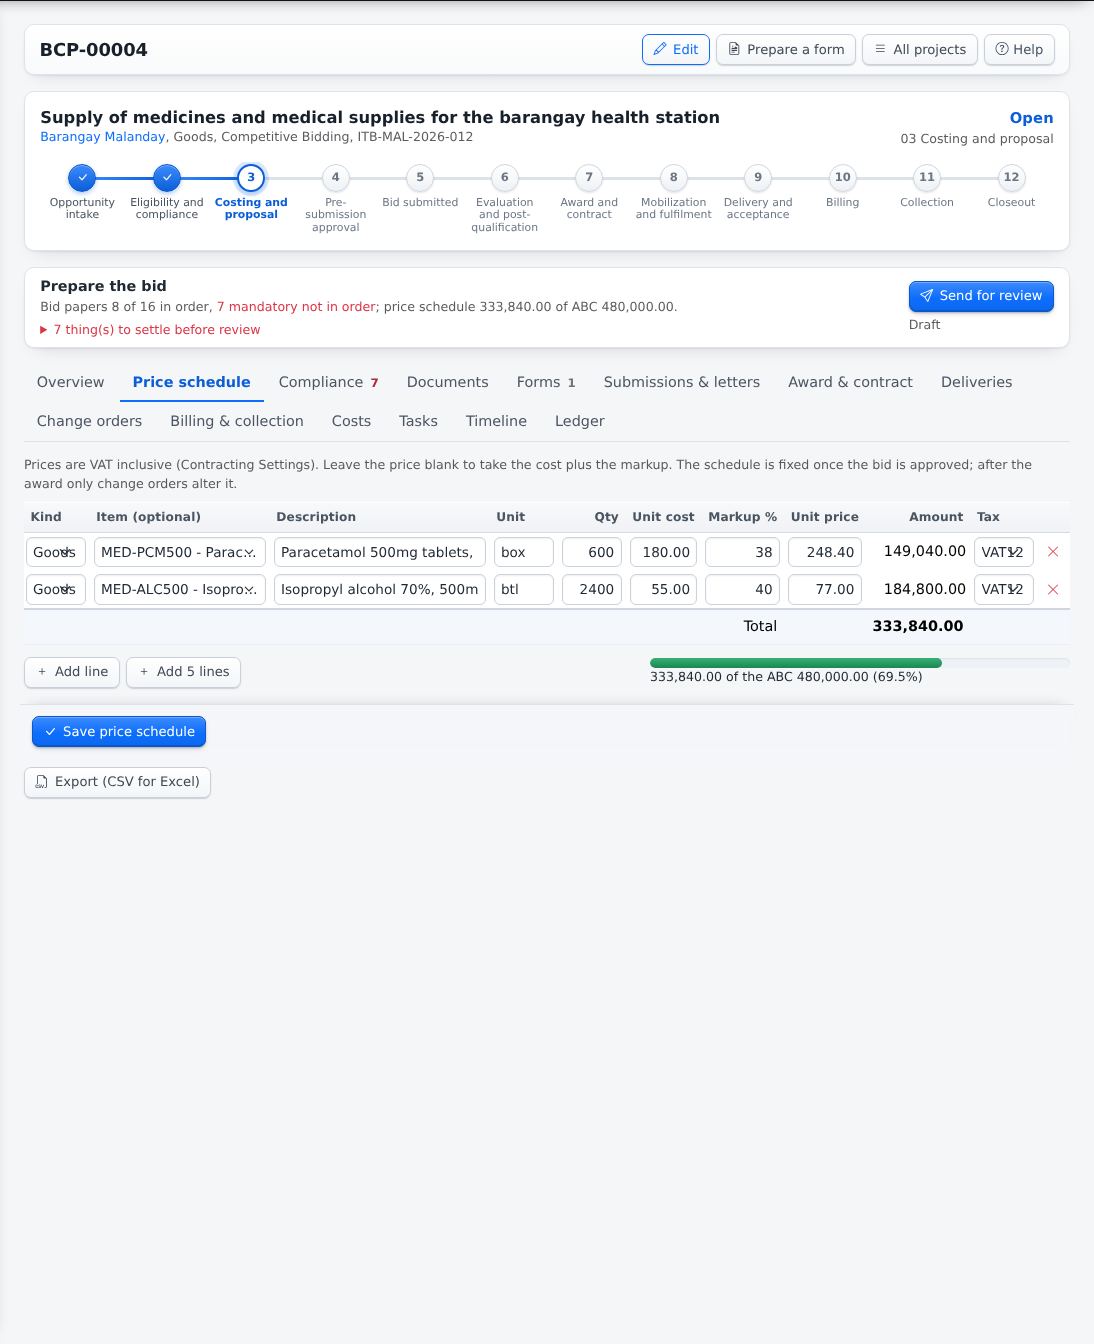 BCP-00004
Edit
Prepare a form
All projects
Help
Supply of medicines and medical supplies for the barangay health station
Open
Barangay Malanday, Goods, Competitive Bidding, ITB-MAL-2026-012
03 Costing and proposal
3 4 5 6 7 8 9 10 11 12
Opportunity intake
Eligibility and compliance
Costing and proposal
Pre-submission approval
Bid submitted
Evaluation and post-qualification
Award and contract
Mobilization and fulfilment
Delivery and acceptance
Billing
Collection
Closeout
Prepare the bid
Bid papers 8 of 16 in order, 7 mandatory not in order; price schedule 333,840.00 of ABC 480,000.00.
7 thing(s) to settle before review
Send for review
Draft
Overview Price schedule Compliance 7 Documents Forms 1 Submissions & letters Award & contract Deliveries
Change orders Billing & collection Costs Tasks Timeline Ledger
Prices are VAT inclusive (Contracting Settings). Leave the price blank to take the cost plus the markup. The schedule is fixed once the bid is approved; after the
award only change orders alter it.
Kind Item (optional) Description Unit Qty Unit cost Markup % Unit price Amount Tax
Goods MED-PCM500 - Parac... Paracetamol 500mg tablets, box 600 180.00 38 248.40 149,040.00 VAT12
Goods MED-ALC500 - Isopro... Isopropyl alcohol 70%, 500m btl 2400 55.00 40 77.00 184,800.00 VAT12
Total 333,840.00
+ Add line
+ Add 5 lines
333,840.00 of the ABC 480,000.00 (69.5%)
Save price schedule
Export (CSV for Excel)